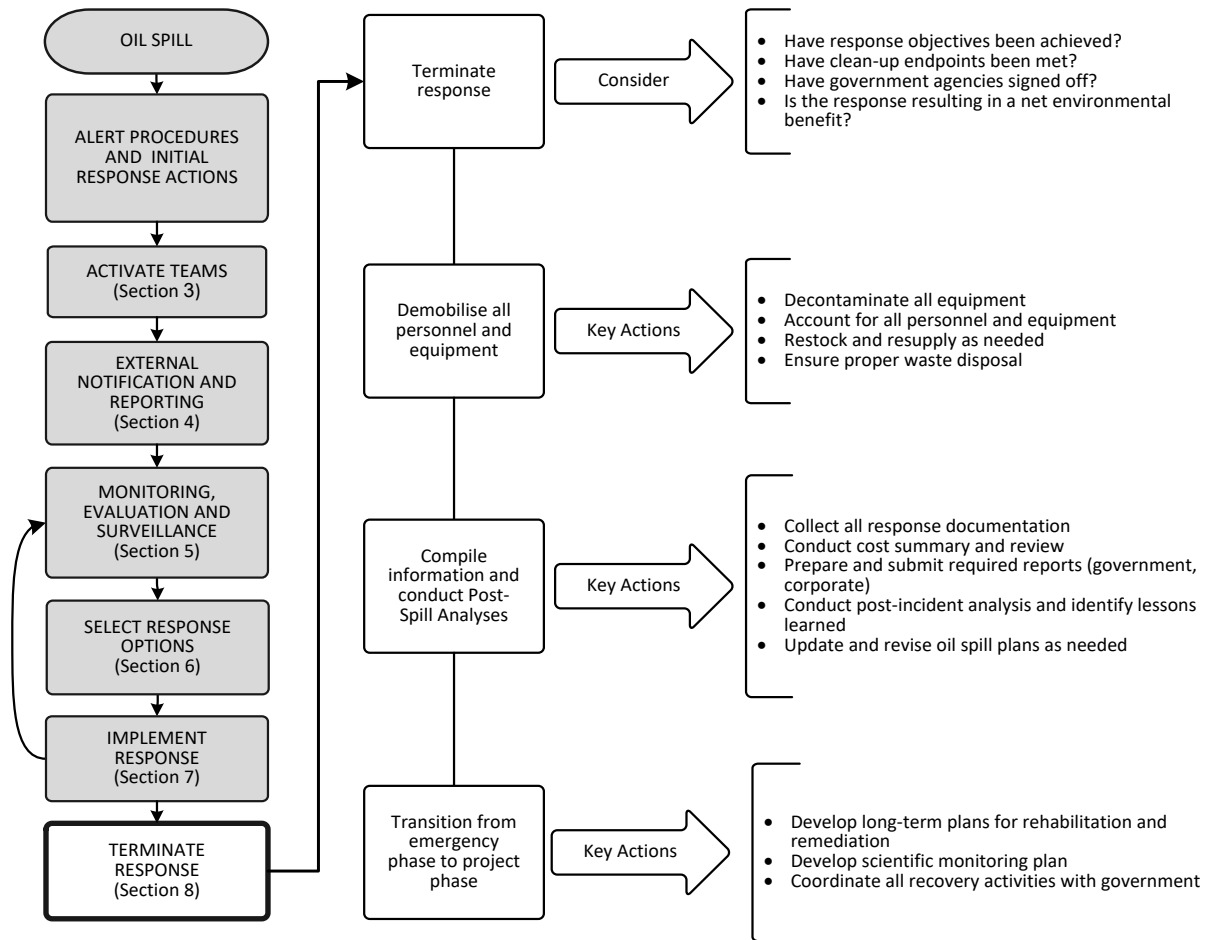 OIL SPILL
ALERT PROCEDURES
AND INITIAL
RESPONSE ACTIONS
ACTIVATE TEAMS
(Section 3)
EXTERNAL
NOTIFICATION AND
REPORTING
(Section 4)
MONITORING,
EVALUATION AND
SURVEILLANCE
(Section 5)
SELECT RESPONSE
OPTIONS
(Section 6)
IMPLEMENT
RESPONSE
(Section 7)
TERMINATE
RESPONSE
(Section 8)
Terminate
response
Consider
• Have response objectives been achieved?
• Have clean-up endpoints been met?
• Have government agencies signed off?
• Is the response resulting in a net environmental
benefit?
Demobilise all
personnel and
equipment
Key Actions
• Decontaminate all equipment
• Account for all personnel and equipment
• Restock and resupply as needed
• Ensure proper waste disposal
Compile
information and
conduct Post-
Spill Analyses
Key Actions
• Collect all response documentation
• Conduct cost summary and review
• Prepare and submit required reports (government,
corporate)
• Conduct post-incident analysis and identify lessons
learned
• Update and revise oil spill plans as needed
Transition from
emergency
phase to project
phase
Key Actions
• Develop long-term plans for rehabilitation and
remediation
• Develop scientific monitoring plan
• Coordinate all recovery activities with government